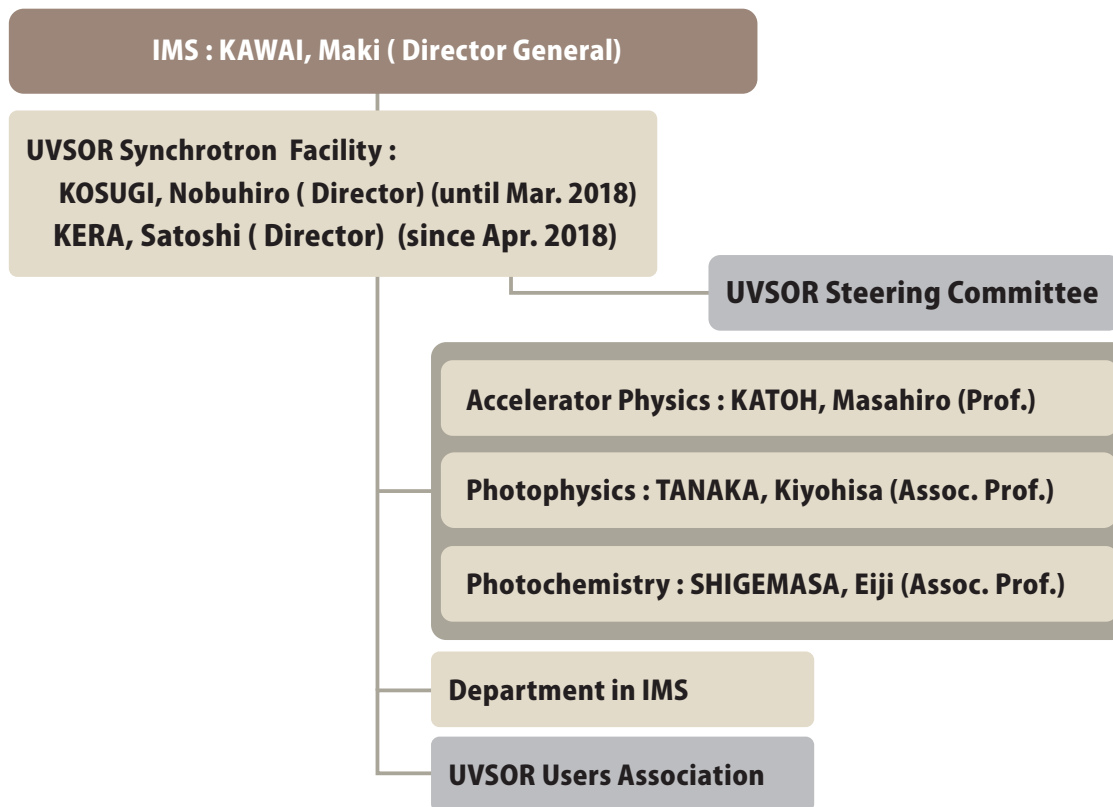 IMS : KAWAI, Maki ( Director General)
UVSOR Synchrotron Facility :
KOSUGI, Nobuhiro ( Director) (until Mar. 2018)
KERA, Satoshi ( Director) (since Apr. 2018)
UVSOR Steering Committee
Accelerator Physics : KATOH, Masahiro (Prof.)
Photophysics : TANAKA, Kiyohisa (Assoc. Prof.)
Photochemistry : SHIGEMASA, Eiji (Assoc. Prof.)
Department in IMS
UVSOR Users Association